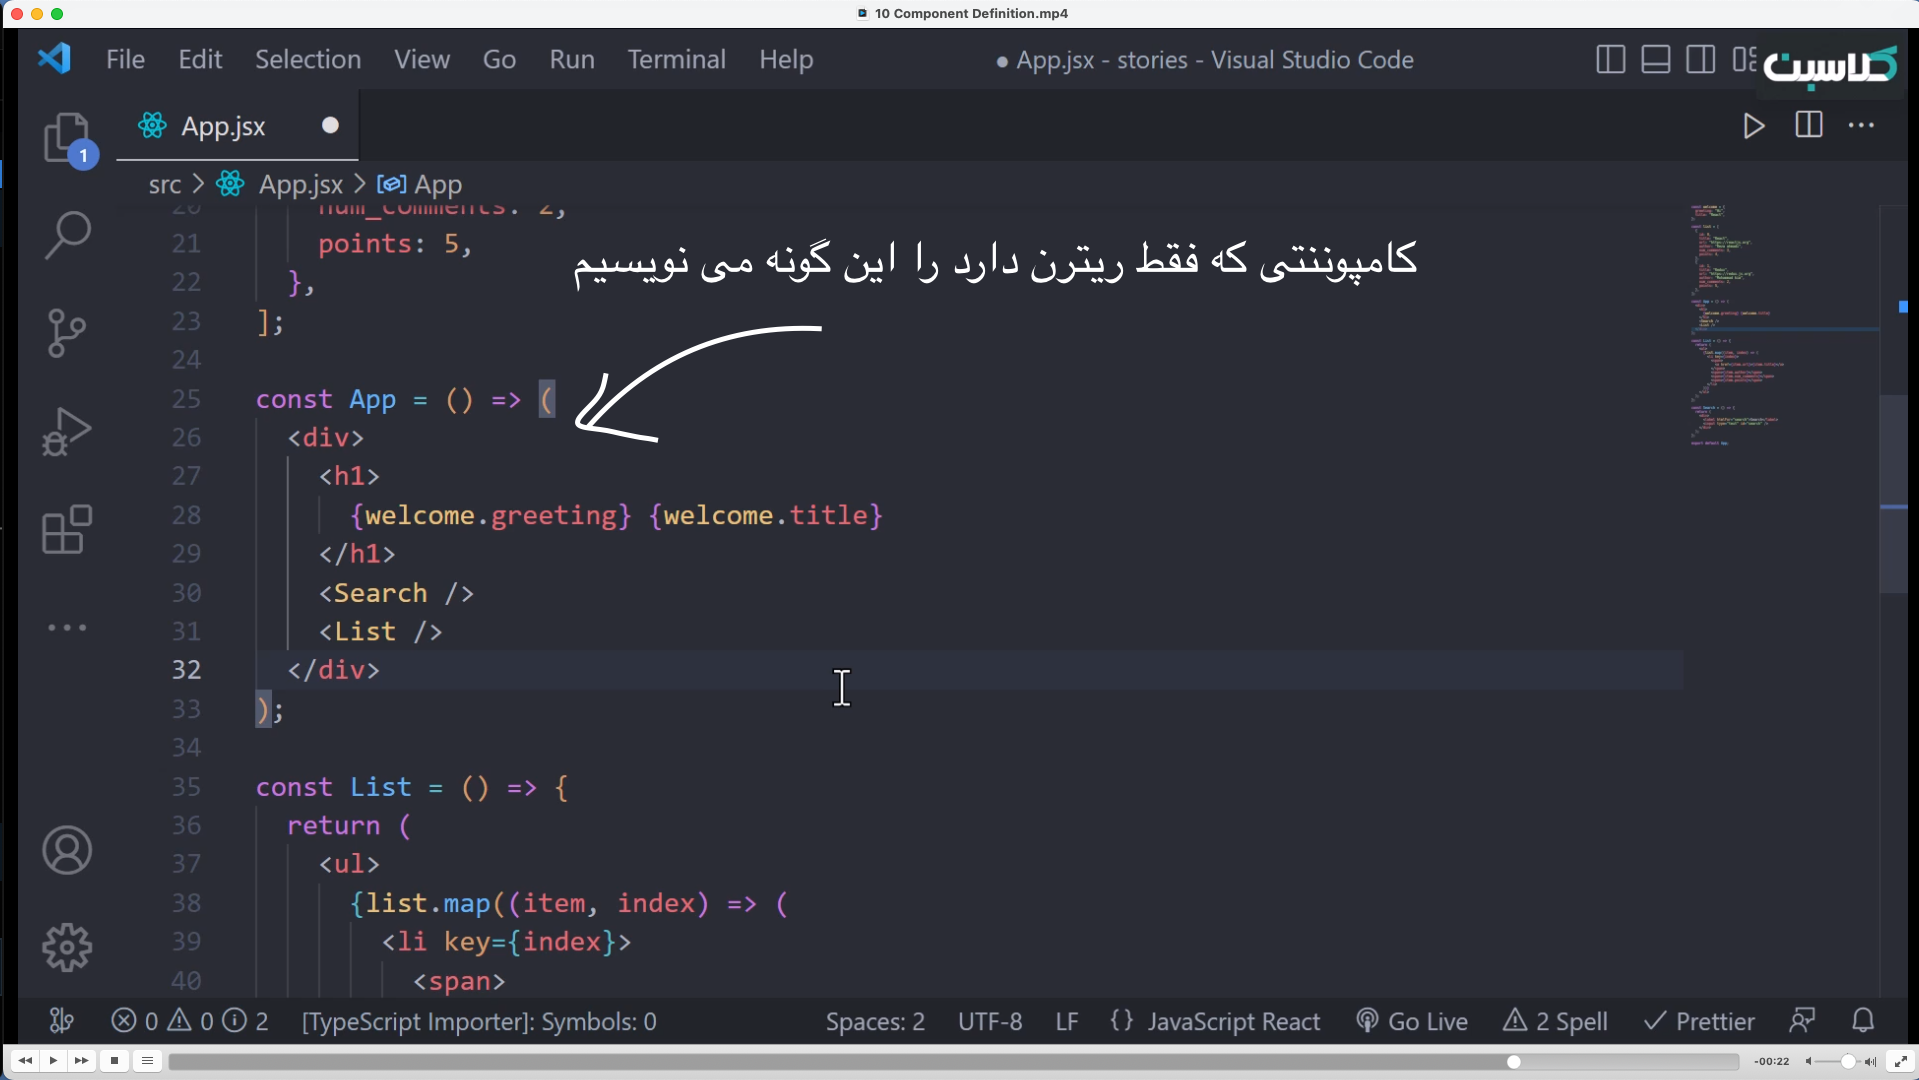 10 Component Definition.mp4
File Edit Selection View Go Run Terminal Help
● App.jsx - stories - Visual Studio Code
کلاسبت
App.jsx
1
src > App.jsx > App
20 num_comments: 2,
21 points: 5,
22 },
23 ];
24
25 const App = () => (
26 <div>
27 <h1>
28 {welcome.greeting} {welcome.title}
29 </h1>
30 <Search />
31 <List />
32 </div>
33 );
34
35 const List = () => {
36 return (
37 <ul>
38 {list.map((item, index) => (
39 <li key={index}>
40 <span>
کامپوننتی که فقط ریترن دارد را این گونه می نویسیم
0 0 2 [TypeScript Importer]: Symbols: 0 Spaces: 2 UTF-8 LF {} JavaScript React Go Live 2 Spell Prettier
-00:22